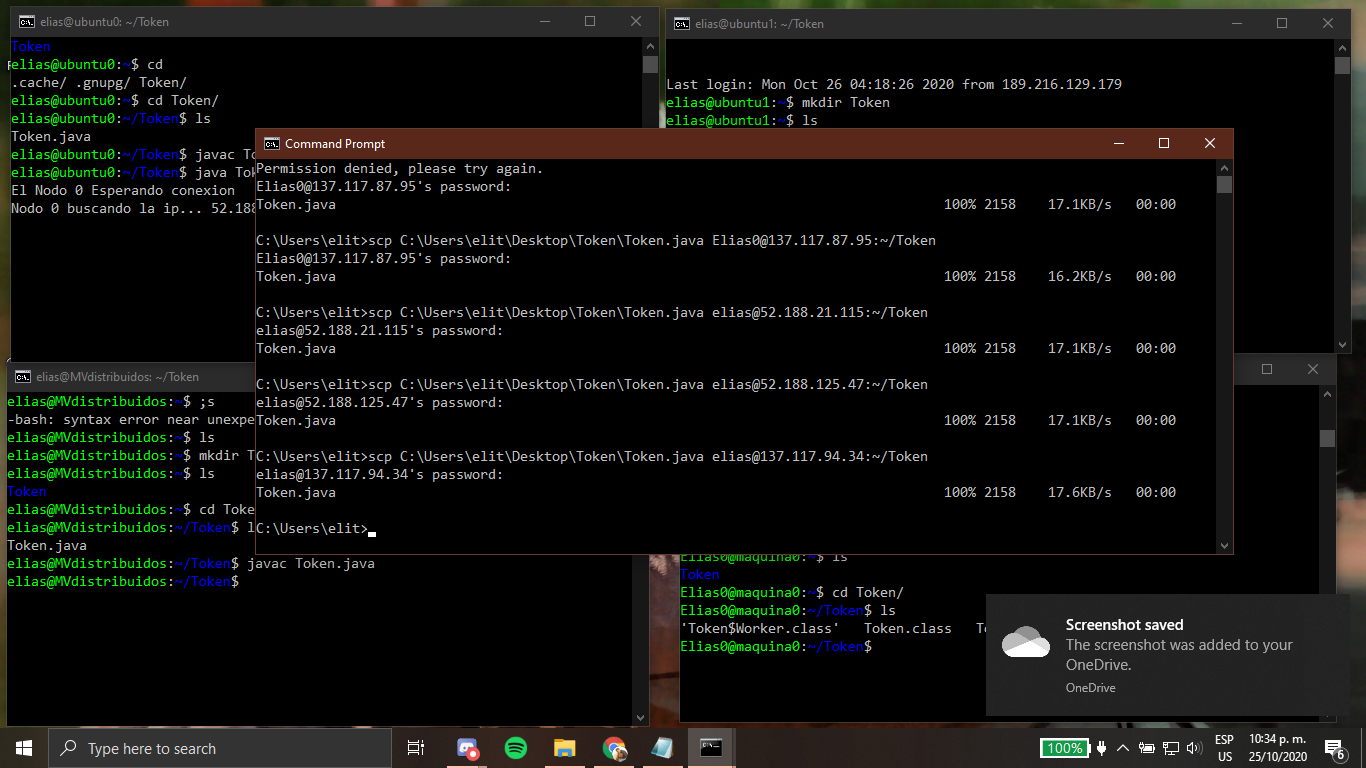 elias@ubuntu0: ~/Token
Token
elias@ubuntu0:~$ cd
.cache/ .gnupg/ Token/
elias@ubuntu0:~$ cd Token/
elias@ubuntu0:~/Token$ ls
Token.java
elias@ubuntu0:~/Token$ javac To
elias@ubuntu0:~/Token$ java Tok
El Nodo 0 Esperando conexion
Nodo 0 buscando la ip... 52.188
elias@ubuntu1: ~/Token
Last login: Mon Oct 26 04:18:26 2020 from 189.216.129.179
elias@ubuntu1:~$ mkdir Token
elias@ubuntu1:~$ ls
Command Prompt
Permission denied, please try again.
Elias0@137.117.87.95's password:
Token.java 100% 2158 17.1KB/s 00:00
C:\Users\elit>scp C:\Users\elit\Desktop\Token\Token.java Elias0@137.117.87.95:~/Token
Elias0@137.117.87.95's password:
Token.java 100% 2158 16.2KB/s 00:00
C:\Users\elit>scp C:\Users\elit\Desktop\Token\Token.java elias@52.188.21.115:~/Token
elias@52.188.21.115's password:
Token.java 100% 2158 17.1KB/s 00:00
C:\Users\elit>scp C:\Users\elit\Desktop\Token\Token.java elias@52.188.125.47:~/Token
elias@52.188.125.47's password:
Token.java 100% 2158 17.1KB/s 00:00
C:\Users\elit>scp C:\Users\elit\Desktop\Token\Token.java elias@137.117.94.34:~/Token
elias@137.117.94.34's password:
Token.java 100% 2158 17.6KB/s 00:00
C:\Users\elit>
elias@MVdistribuidos: ~/Token
elias@MVdistribuidos:~$ ;s
-bash: syntax error near unexpe
elias@MVdistribuidos:~$ ls
elias@MVdistribuidos:~$ mkdir T
elias@MVdistribuidos:~$ ls
Token
elias@MVdistribuidos:~$ cd Toke
elias@MVdistribuidos:~/Token$ l
Token.java
elias@MVdistribuidos:~/Token$ javac Token.java
elias@MVdistribuidos:~/Token$
Elias0@maquina0:~$ ls
Token
Elias0@maquina0:~$ cd Token/
Elias0@maquina0:~/Token$ ls
'Token$Worker.class' Token.class To
Elias0@maquina0:~/Token$
Screenshot saved
The screenshot was added to your
OneDrive.
OneDrive
Type here to search
100%
ESP
US
10:34 p. m.
25/10/2020
6